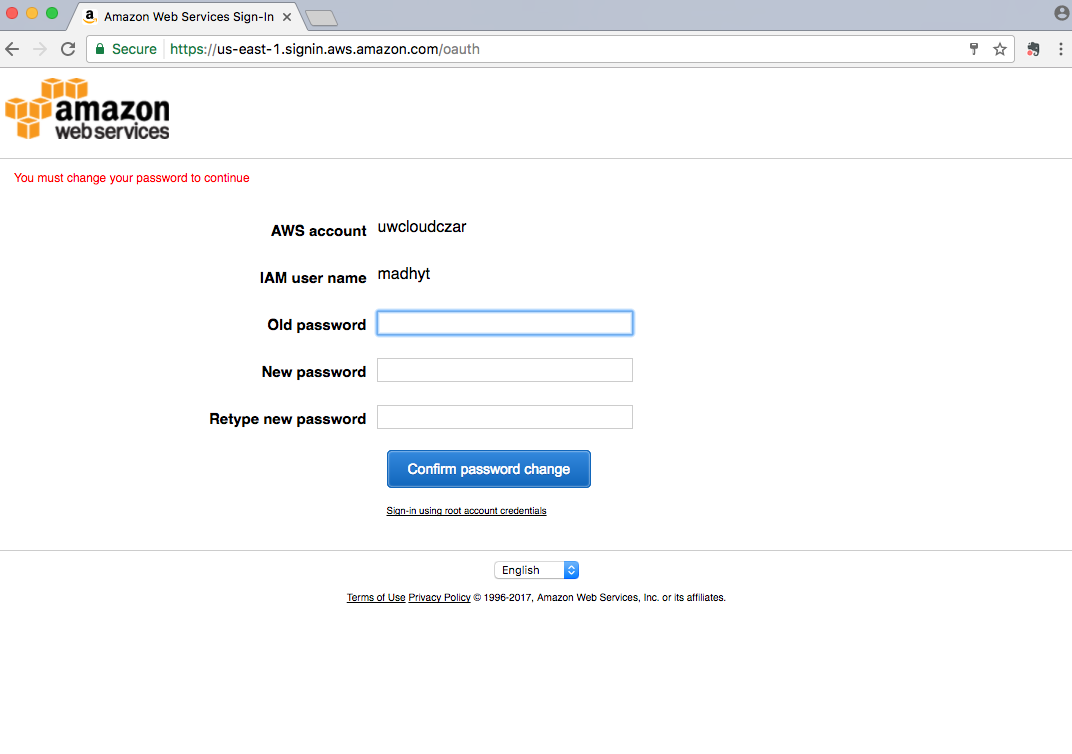 Amazon Web Services Sign-In
Secure https://us-east-1.signin.aws.amazon.com/oauth
amazon
web services
You must change your password to continue
AWS account uwcloudczar
IAM user name madhyt
Old password
New password
Retype new password
Confirm password change
Sign-in using root account credentials
English
Terms of Use Privacy Policy © 1996-2017, Amazon Web Services, Inc. or its affiliates.